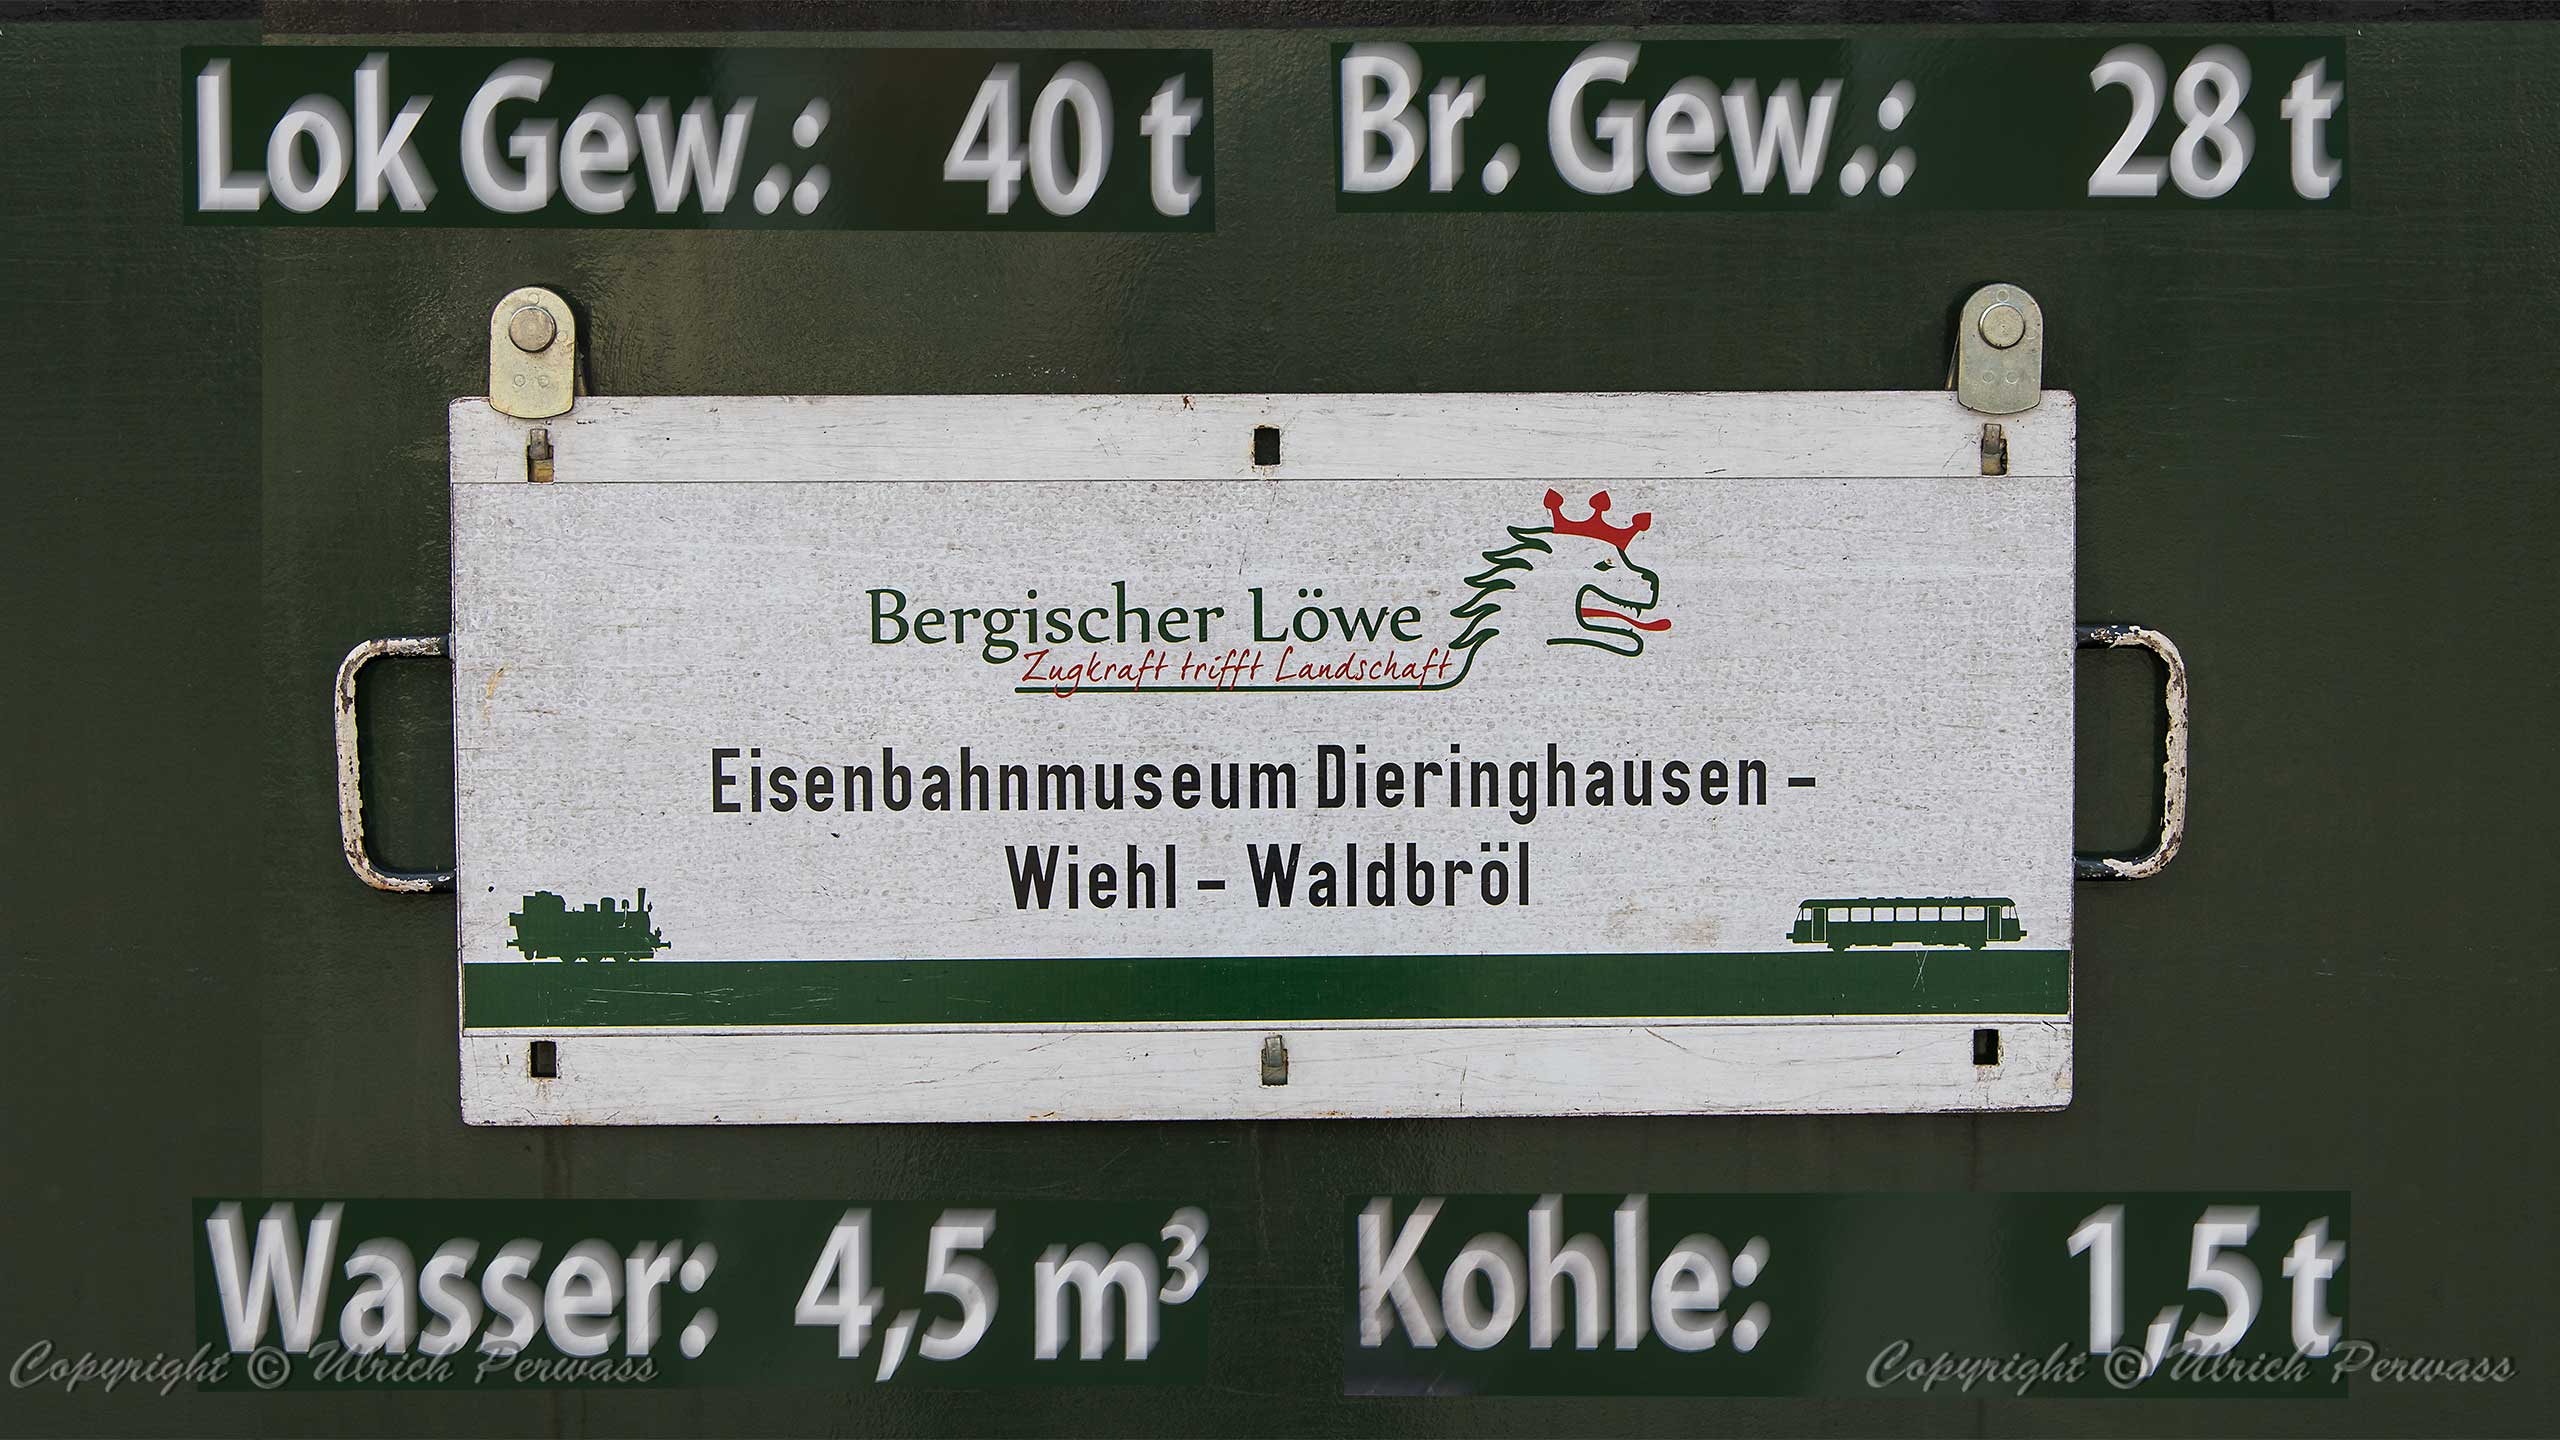 Lok Gew.: 40 t
Br. Gew.: 28 t
Bergischer Löwe
Zugkraft trifft Landschaft
Eisenbahnmuseum Dieringhausen –
Wiehl – Waldbröl
Wasser: 4,5 m³
Kohle: 1,5 t
Copyright © Ulrich Perwass
Copyright © Ulrich Perwass